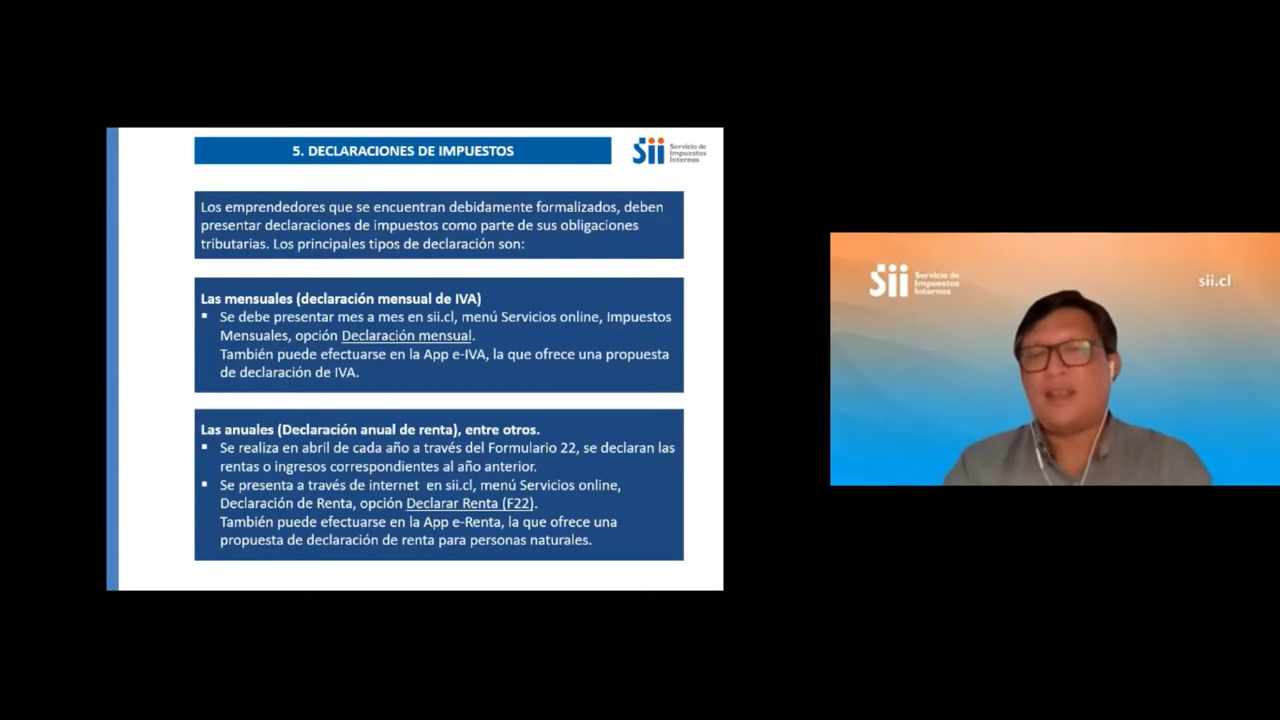 5. DECLARACIONES DE IMPUESTOS
Sii Servicio de
Impuestos
Internos
Los emprendedores que se encuentran debidamente formalizados, deben
presentar declaraciones de impuestos como parte de sus obligaciones
tributarias. Los principales tipos de declaración son:
Las mensuales (declaración mensual de IVA)
▪ Se debe presentar mes a mes en sii.cl, menú Servicios online, Impuestos
Mensuales, opción Declaración mensual.
También puede efectuarse en la App e-IVA, la que ofrece una propuesta
de declaración de IVA.
Las anuales (Declaración anual de renta), entre otros.
▪ Se realiza en abril de cada año a través del Formulario 22, se declaran las
rentas o ingresos correspondientes al año anterior.
▪ Se presenta a través de internet en sii.cl, menú Servicios online,
Declaración de Renta, opción Declarar Renta (F22).
También puede efectuarse en la App e-Renta, la que ofrece una
propuesta de declaración de renta para personas naturales.
Sii Servicio de
Impuestos
Internos
sii.cl